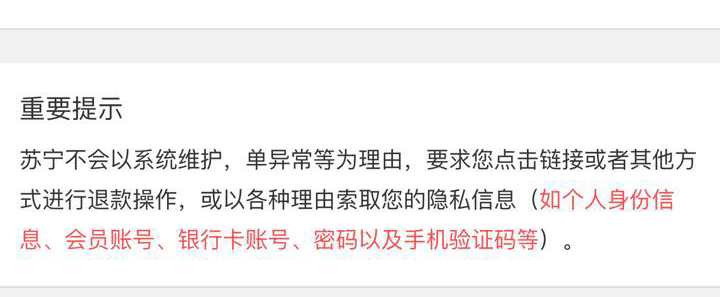 重要提示
苏宁不会以系统维护，单异常等为理由，要求您点击链接或者其他方
式进行退款操作，或以各种理由索取您的隐私信息（如个人身份信
息、会员账号、银行卡账号、密码以及手机验证码等）。